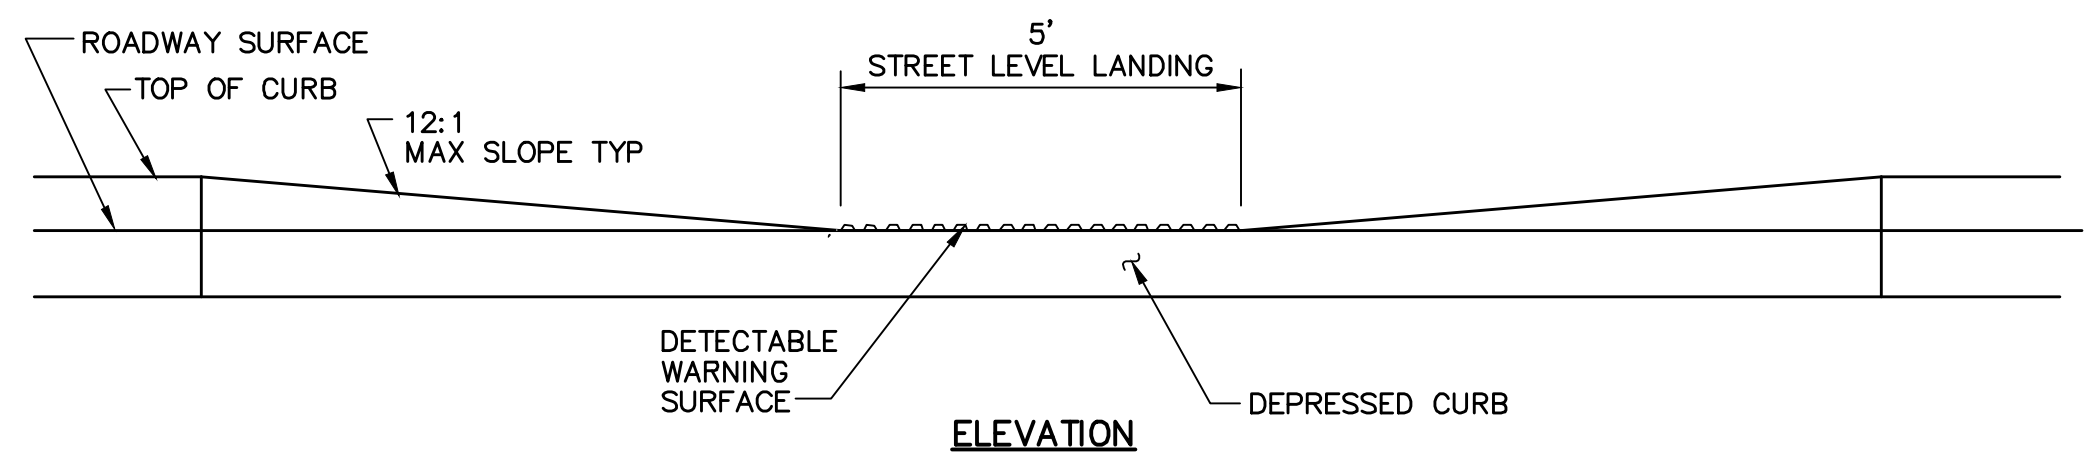 ROADWAY SURFACE
TOP OF CURB
12:1
MAX SLOPE TYP
5'
STREET LEVEL LANDING
DETECTABLE
WARNING
SURFACE
DEPRESSED CURB
ELEVATION